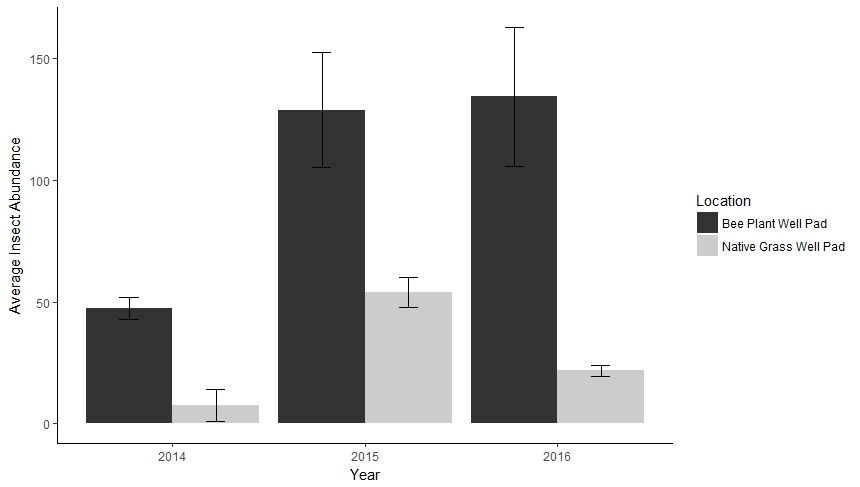 Average Insect Abundance
150
100
50
0
2014
2015
2016
Year
Location
Bee Plant Well Pad
Native Grass Well Pad